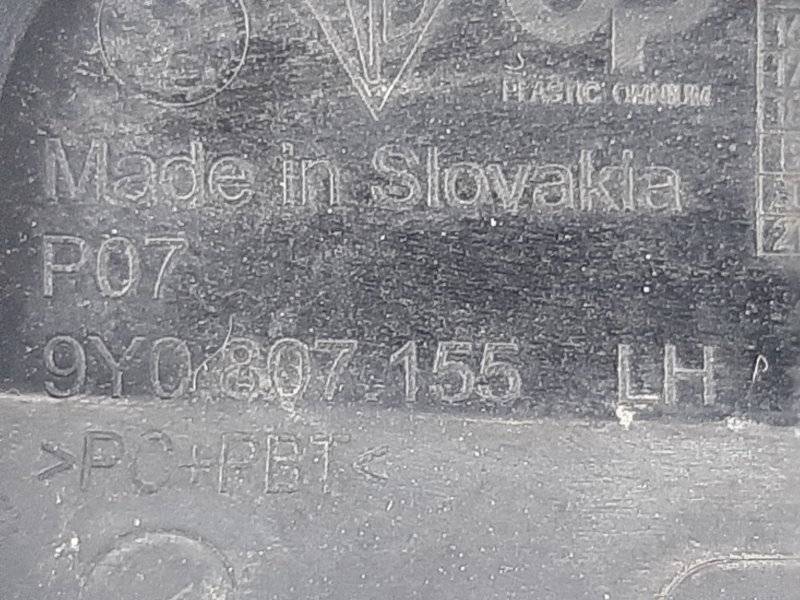 PLASTIC OMNIUM
Made in Slovakia
P07
9Y0.807.155 LH
>PC+PBT<